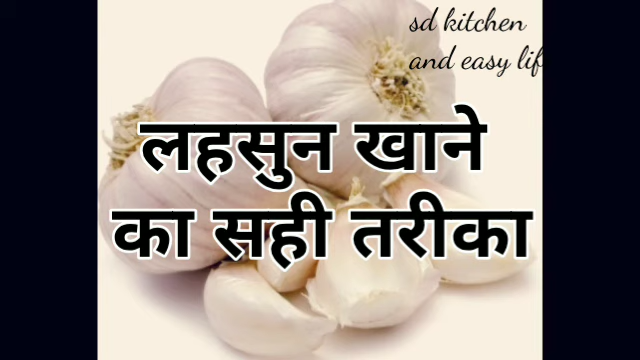 sd kitchen
and easy lif
लहसुन खाने
का सही तरीका